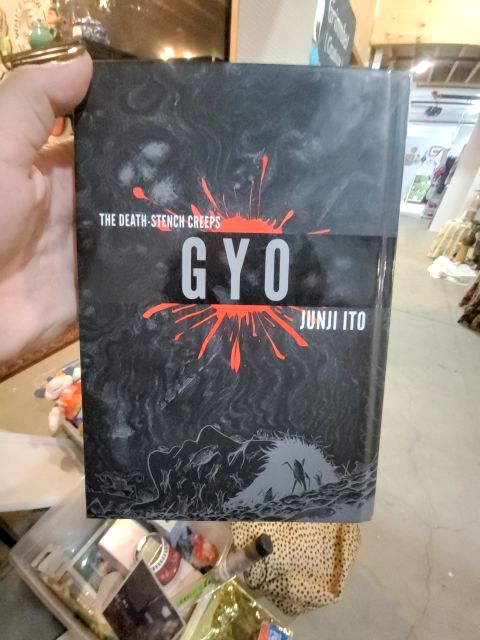 THE DEATH-STENCH CREEPS
GYO
JUNJI ITO